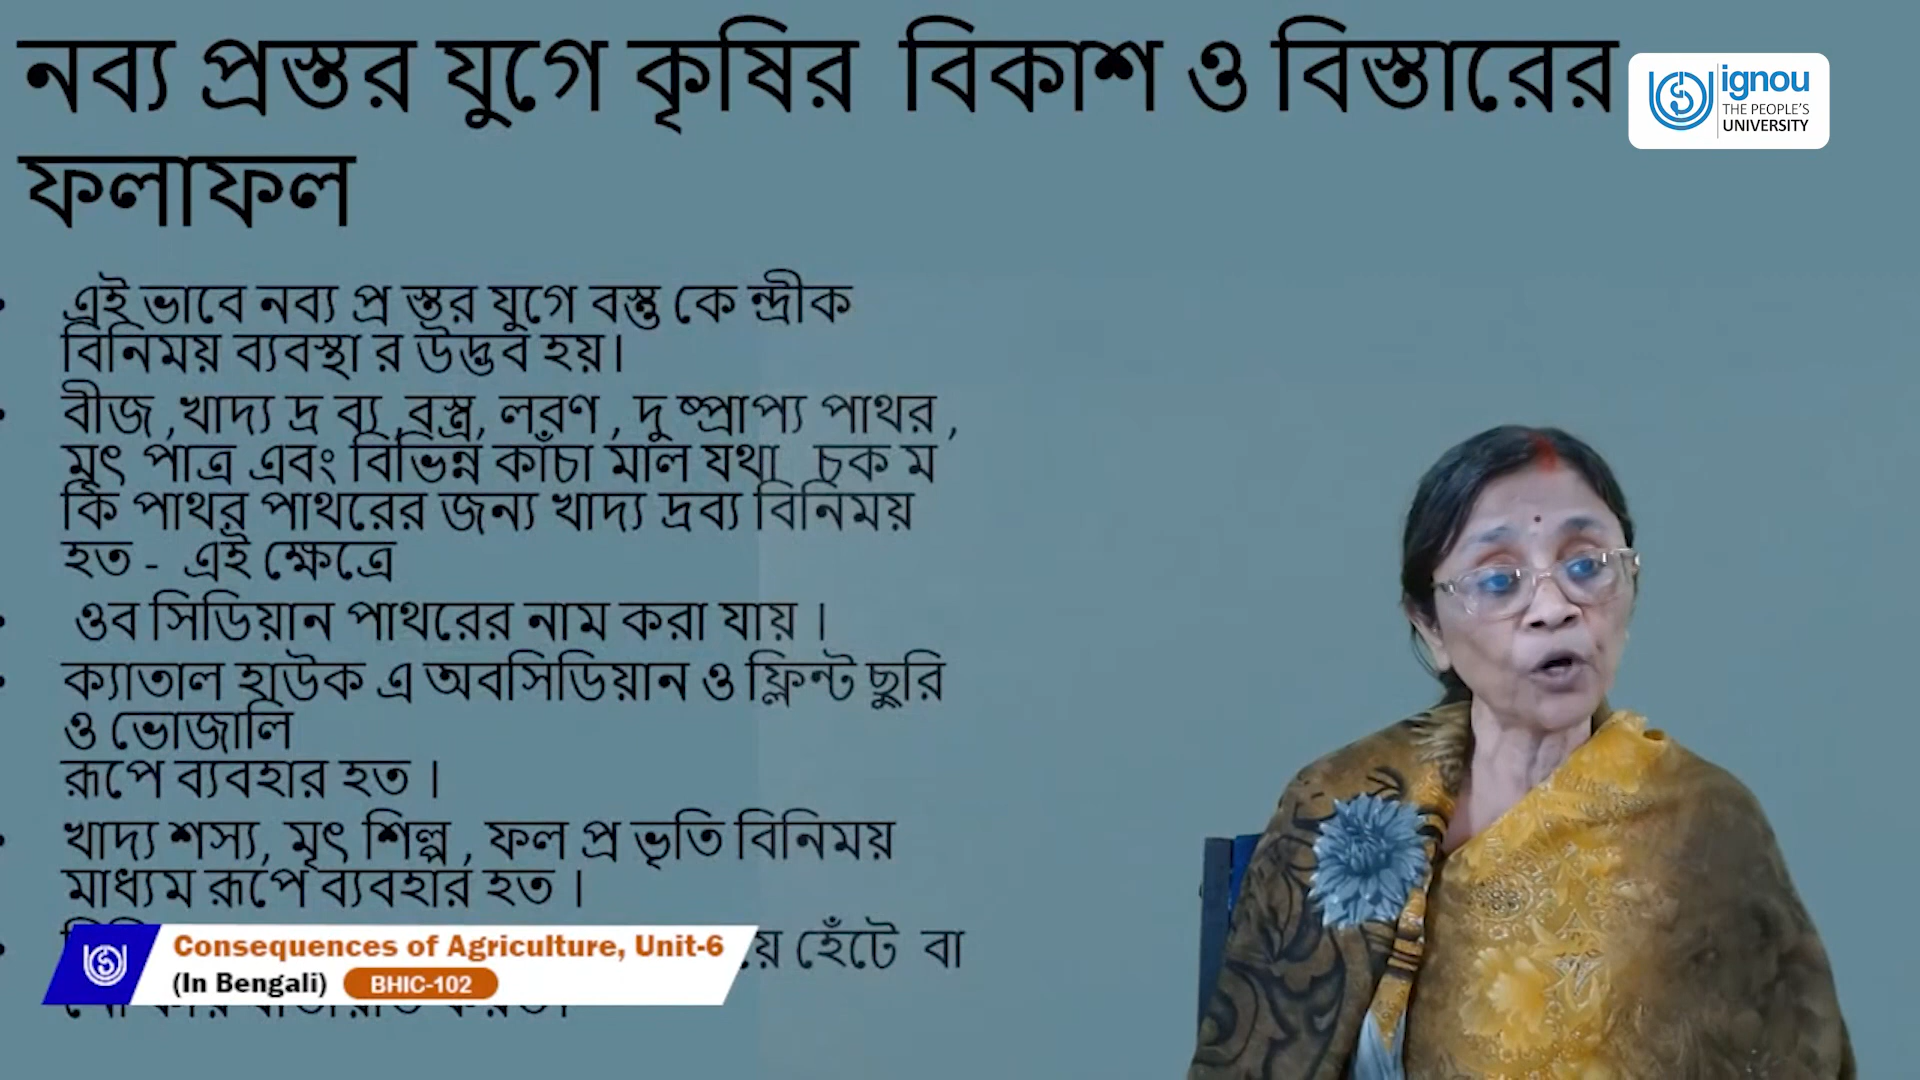 নব্য প্রস্তর যুগে কৃষির বিকাশ ও বিস্তারের
ফলাফল
ignou
THE PEOPLE'S
UNIVERSITY
• এই ভাবে নব্য প্র স্তর যুগে বস্তু কে ন্দ্রীক
বিনিময় ব্যবস্থা র উদ্ভব হয়।
• বীজ ,খাদ্য দ্র ব্য ,বস্ত্র, লবণ , দু ষ্প্রাপ্য পাথর ,
মৃৎ পাত্র এবং বিভিন্ন কাঁচা মাল যথা চক ম
কি পাথর পাথরের জন্য খাদ্য দ্রব্য বিনিময়
হত - এই ক্ষেত্রে
• ওব সিডিয়ান পাথরের নাম করা যায় ।
• ক্যাতাল হাউক এ অবসিডিয়ান ও ফ্লিন্ট ছুরি
ও ভোজালি
রূপে ব্যবহার হত ।
• খাদ্য শস্য, মৃৎ শিল্প , ফল প্র ভৃতি বিনিময়
মাধ্যম রূপে ব্যবহার হত ।
• হেঁটে বা
Consequences of Agriculture, Unit-6
(In Bengali) BHIC-102